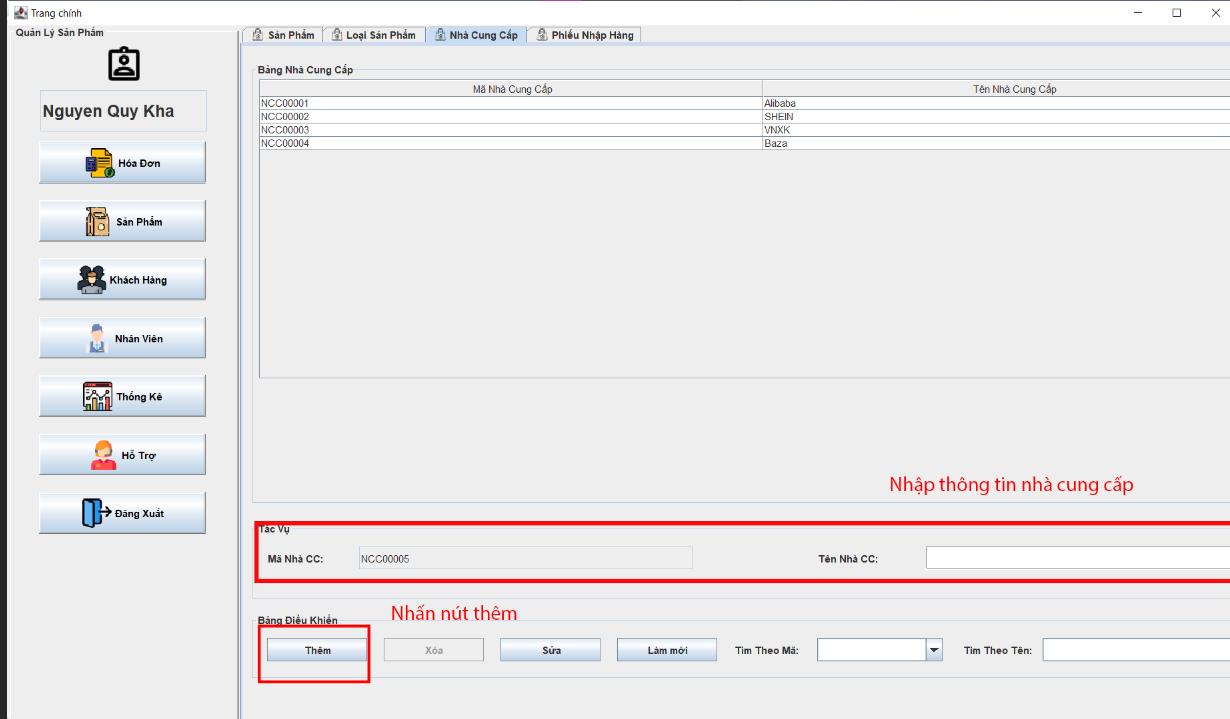 Trang chính
Quản Lý Sản Phẩm
Nguyen Quy Kha
Hóa Đơn
Sản Phẩm
Khách Hàng
Nhân Viên
Thống Kê
Hỗ Trợ
Đăng Xuất
Sản Phẩm
Loại Sản Phẩm
Nhà Cung Cấp
Phiếu Nhập Hàng
Bảng Nhà Cung Cấp
Mã Nhà Cung Cấp Tên Nhà Cung Cấp
NCC00001 Alibaba
NCC00002 SHEIN
NCC00003 VNXK
NCC00004 Baza
Nhập thông tin nhà cung cấp
Tác Vụ
Mã Nhà CC: NCC00005 Tên Nhà CC:
Nhấn nút thêm
Bảng Điều Khiển
Thêm Xóa Sửa Làm mới Tìm Theo Mã: Tìm Theo Tên: